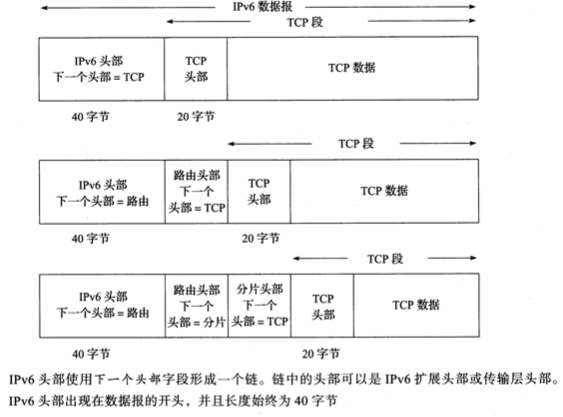 IPv6 数据报
TCP 段
IPv6 头部
下一个头部 = TCP
TCP
头部
TCP 数据
40 字节
20 字节
TCP 段
IPv6 头部
下一个头部 = 路由
路由头部
下一个
头部 = TCP
TCP
头部
TCP 数据
40 字节
20 字节
TCP 段
IPv6 头部
下一个头部 = 路由
路由头部
下一个
头部 = 分片
分片头部
下一个
头部 = TCP
TCP
头部
TCP 数据
40 字节
20 字节
IPv6 头部使用下一个头部字段形成一个链。链中的头部可以是 IPv6 扩展头部或传输层头部。
IPv6 头部出现在数据报的开头，并且长度始终为 40 字节